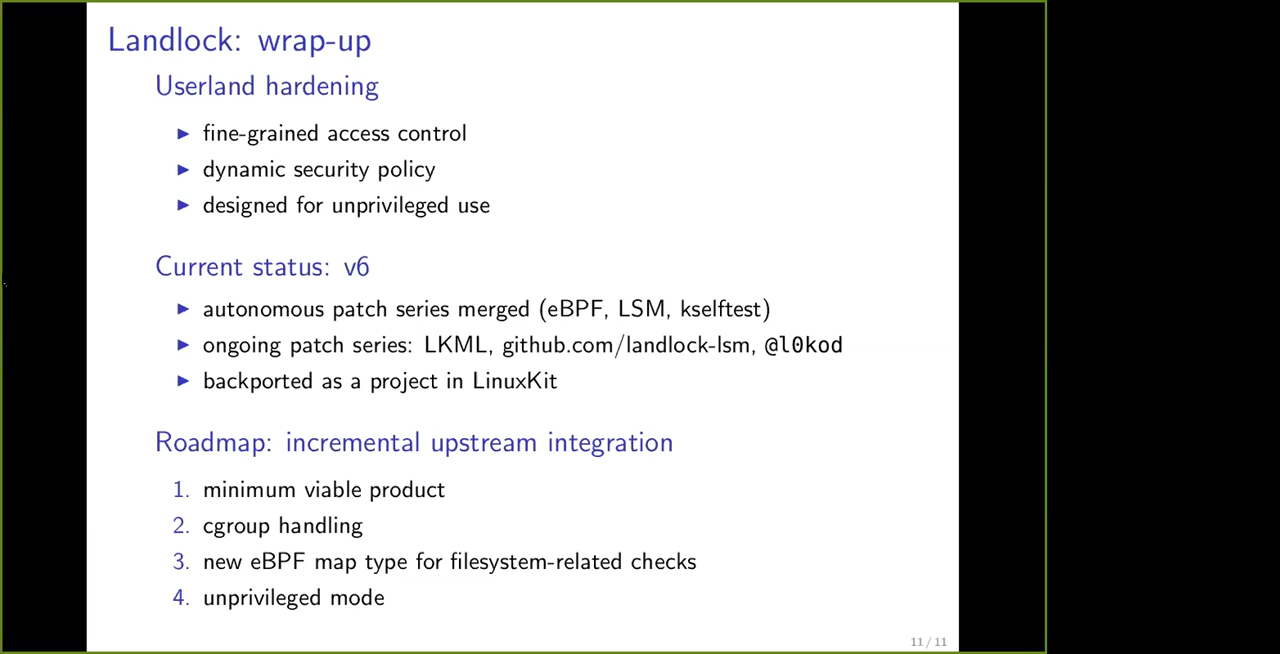 Landlock: wrap-up
Userland hardening
▶ fine-grained access control
▶ dynamic security policy
▶ designed for unprivileged use
Current status: v6
▶ autonomous patch series merged (eBPF, LSM, kselftest)
▶ ongoing patch series: LKML, github.com/landlock-lsm, @l0kod
▶ backported as a project in LinuxKit
Roadmap: incremental upstream integration
1. minimum viable product
2. cgroup handling
3. new eBPF map type for filesystem-related checks
4. unprivileged mode
11 / 11